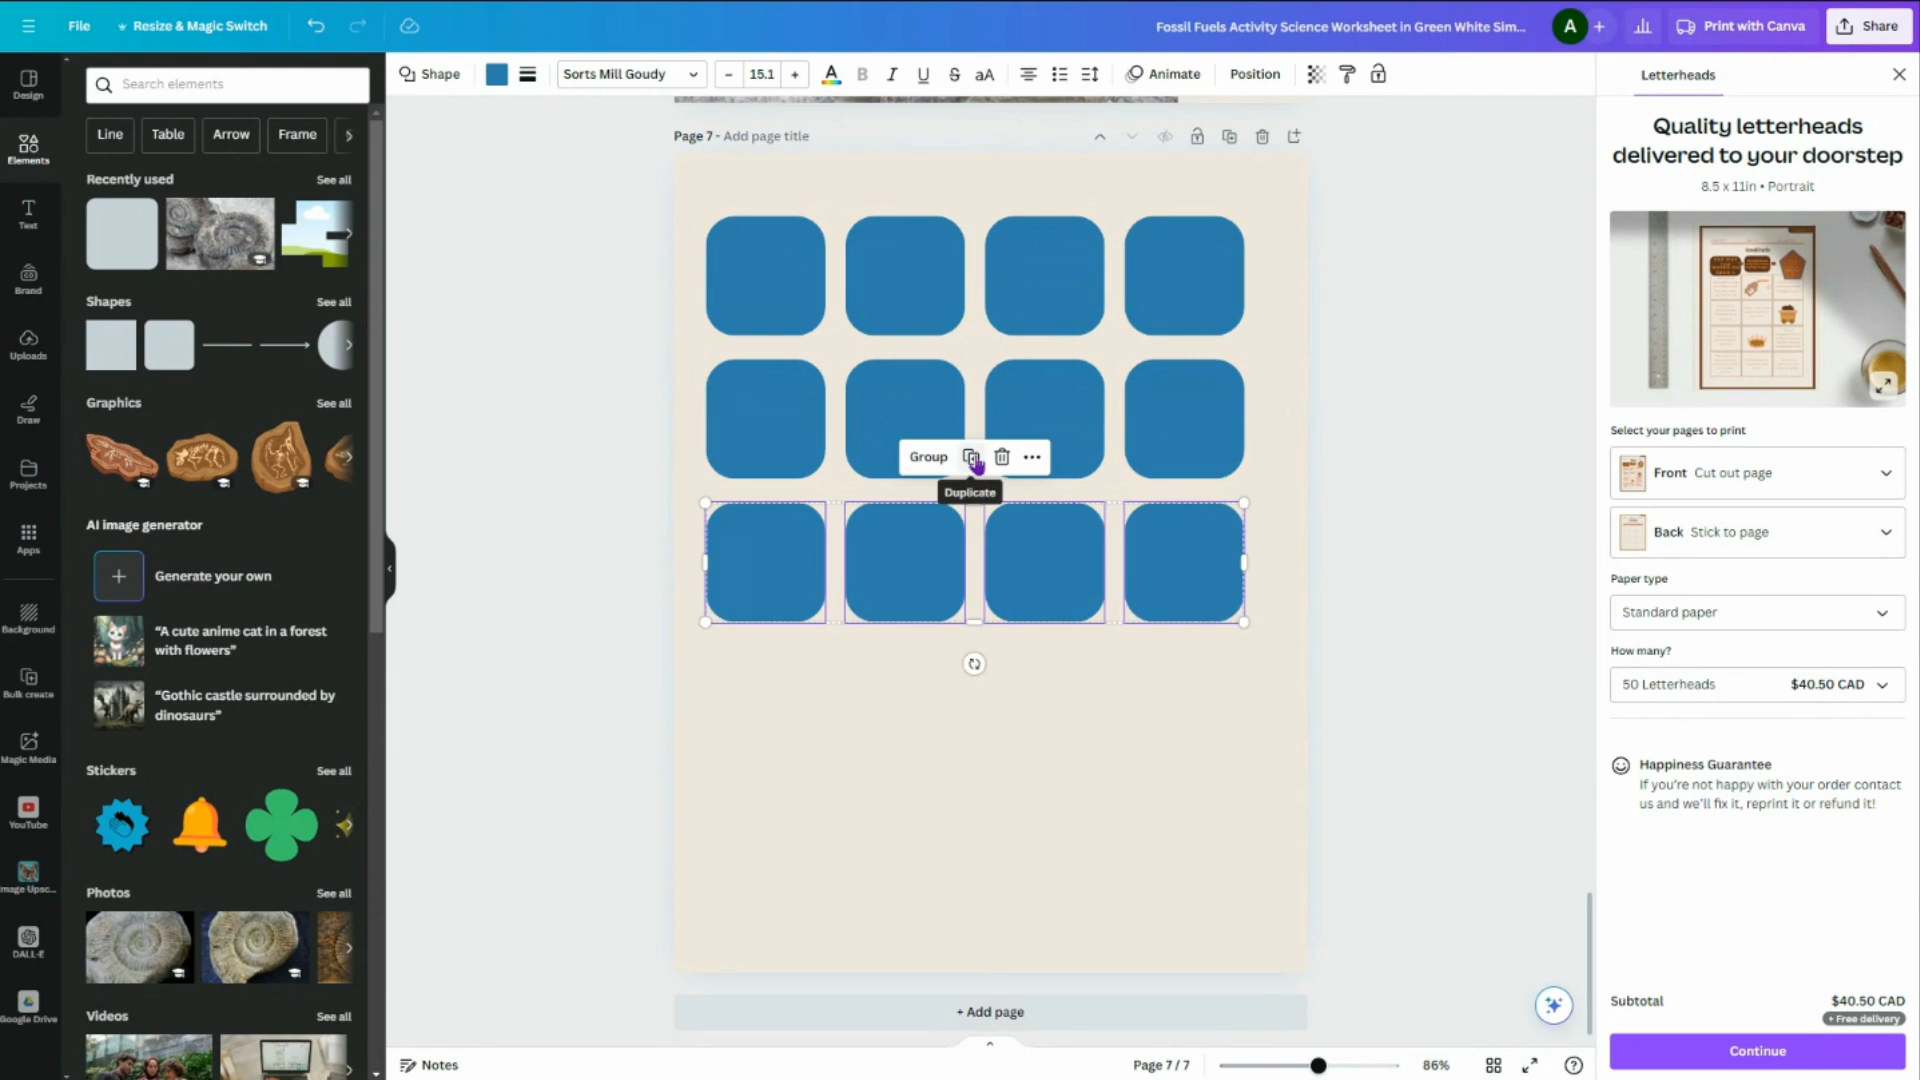 File
Resize & Magic Switch
Fossil Fuels Activity Science Worksheet in Green White Sim...
A
Print with Canva
Share
Design
Elements
Text
Brand
Uploads
Draw
Projects
Apps
Background
Bulk create
Magic Media
YouTube
Image Upsc...
DALL·E
Google Drive
Search elements
Line
Table
Arrow
Frame
Recently used
See all
Shapes
See all
Graphics
See all
AI image generator
Generate your own
“A cute anime cat in a forest
with flowers”
“Gothic castle surrounded by
dinosaurs”
Stickers
See all
Photos
See all
Videos
See all
Shape
Sorts Mill Goudy
– 15.1 +
A B I U S aA
Animate
Position
Page 7 - Add page title
Group
Duplicate
+ Add page
Notes
Page 7 / 7
86%
Letterheads
Quality letterheads
delivered to your doorstep
8.5 x 11in • Portrait
Select your pages to print
Front Cut out page
Back Stick to page
Paper type
Standard paper
How many?
50 Letterheads $40.50 CAD
Happiness Guarantee
If you’re not happy with your order contact
us and we’ll fix it, reprint it or refund it!
Subtotal $40.50 CAD
+ Free delivery
Continue